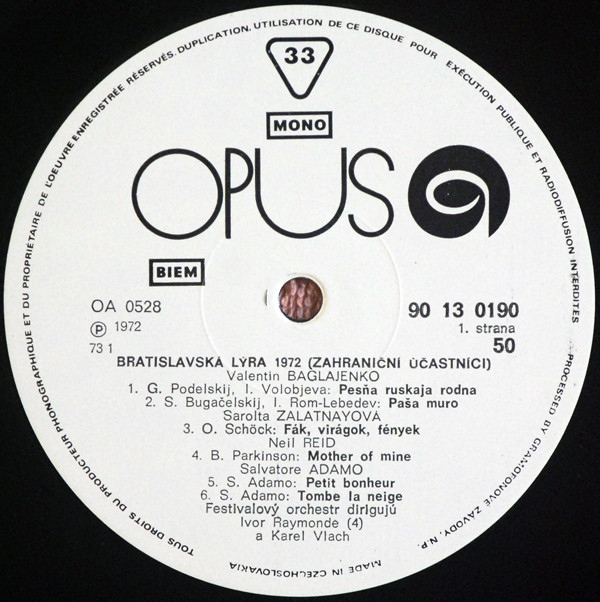 TOUS DROITS DU PRODUCTEUR PHONOGRAPHIQUE ET DU PROPRIETAIRE DE L'OEUVRE ENREGISTRÉE RÉSERVÉS. DUPLICATION, UTILISATION DE CE DISQUE POUR EXÉCUTION PUBLIQUE ET RADIODIFFUSION INTERDITES
33
MONO
OPUS
BIEM
OA 0528
90 13 0190
Ⓟ 1972
1. strana
73 1
50
BRATISLAVSKÁ LÝRA 1972 (ZAHRANIČNÍ ÚČASTNÍCI)
Valentin BAGLAJENKO
1. G. Podelskij, I. Volobjeva: Pesňa ruskaja rodna
2. S. Bugačelskij, I. Rom-Lebedev: Paša muro
Sarolta ZALATNAYOVÁ
3. O. Schöck: Fák, virágok, fények
Neil REID
4. B. Parkinson: Mother of mine
Salvatore ADAMO
5. S. Adamo: Petit bonheur
6. S. Adamo: Tombe la neige
Festivalový orchestr dirigujú
Ivor Raymonde (4)
a Karel Vlach
PROCESSED BY GRAMOFONOVÉ ZÁVODY, N.P.
MADE IN CZECHOSLOVAKIA